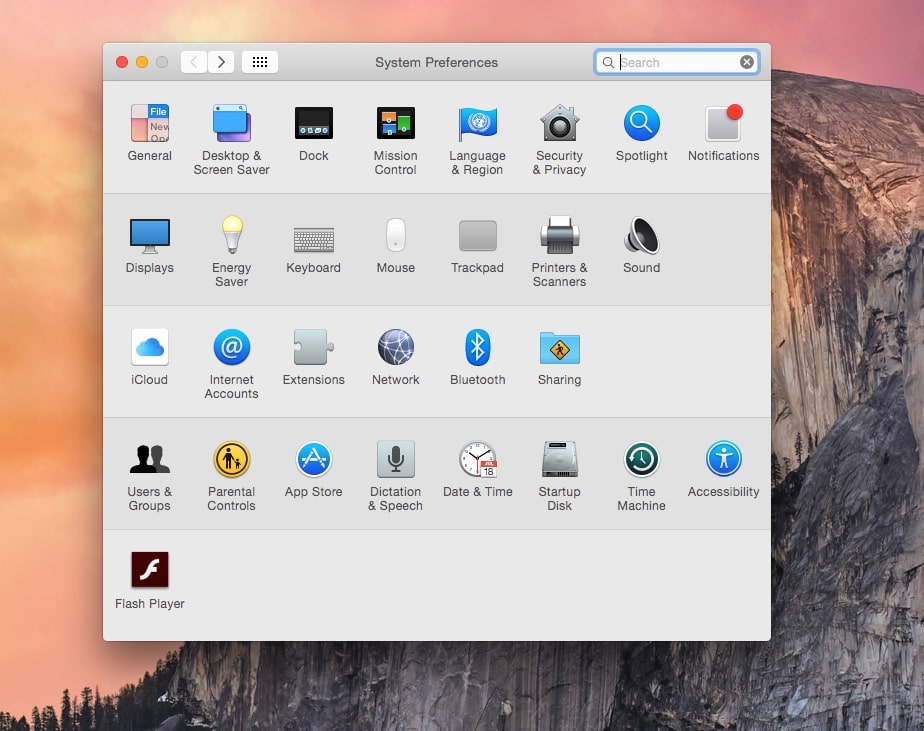 System Preferences
Search
File
New
Ope
General
Desktop &
Screen Saver
Dock
Mission
Control
Language
& Region
Security
& Privacy
Spotlight
Notifications
Displays
Energy
Saver
Keyboard
Mouse
Trackpad
Printers &
Scanners
Sound
iCloud
@
Internet
Accounts
Extensions
Network
Bluetooth
Sharing
Users &
Groups
Parental
Controls
App Store
Dictation
& Speech
JUL
18
Date & Time
Startup
Disk
Time
Machine
Accessibility
Flash Player